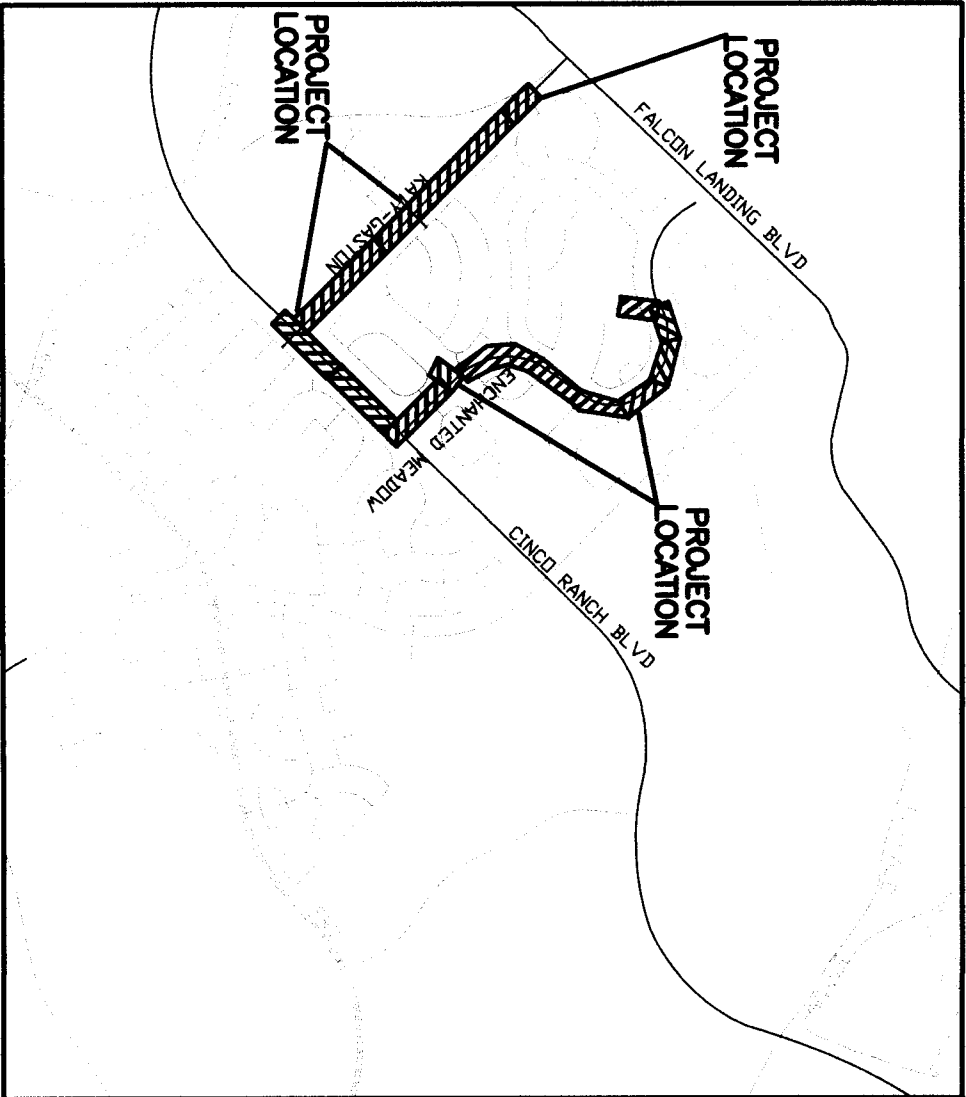 PROJECT
LOCATION
FALCON LANDING BLVD
PROJECT
LOCATION
KATY-GASTON
ENCHANTED MEADOW
PROJECT
LOCATION
CINCO RANCH BLVD